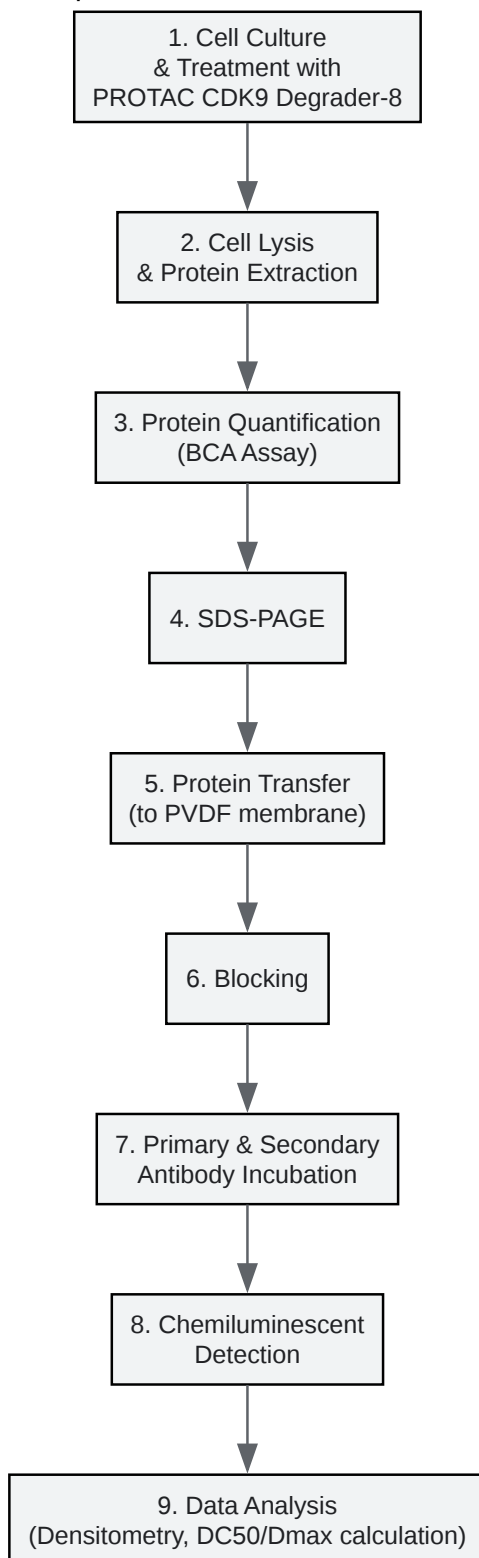 1. Cell Culture
& Treatment with
PROTAC CDK9 Degrader-8
2. Cell Lysis
& Protein Extraction
3. Protein Quantification
(BCA Assay)
4. SDS-PAGE
5. Protein Transfer
(to PVDF membrane)
6. Blocking
7. Primary & Secondary
Antibody Incubation
8. Chemiluminescent
Detection
9. Data Analysis
(Densitometry, DC50/Dmax calculation)